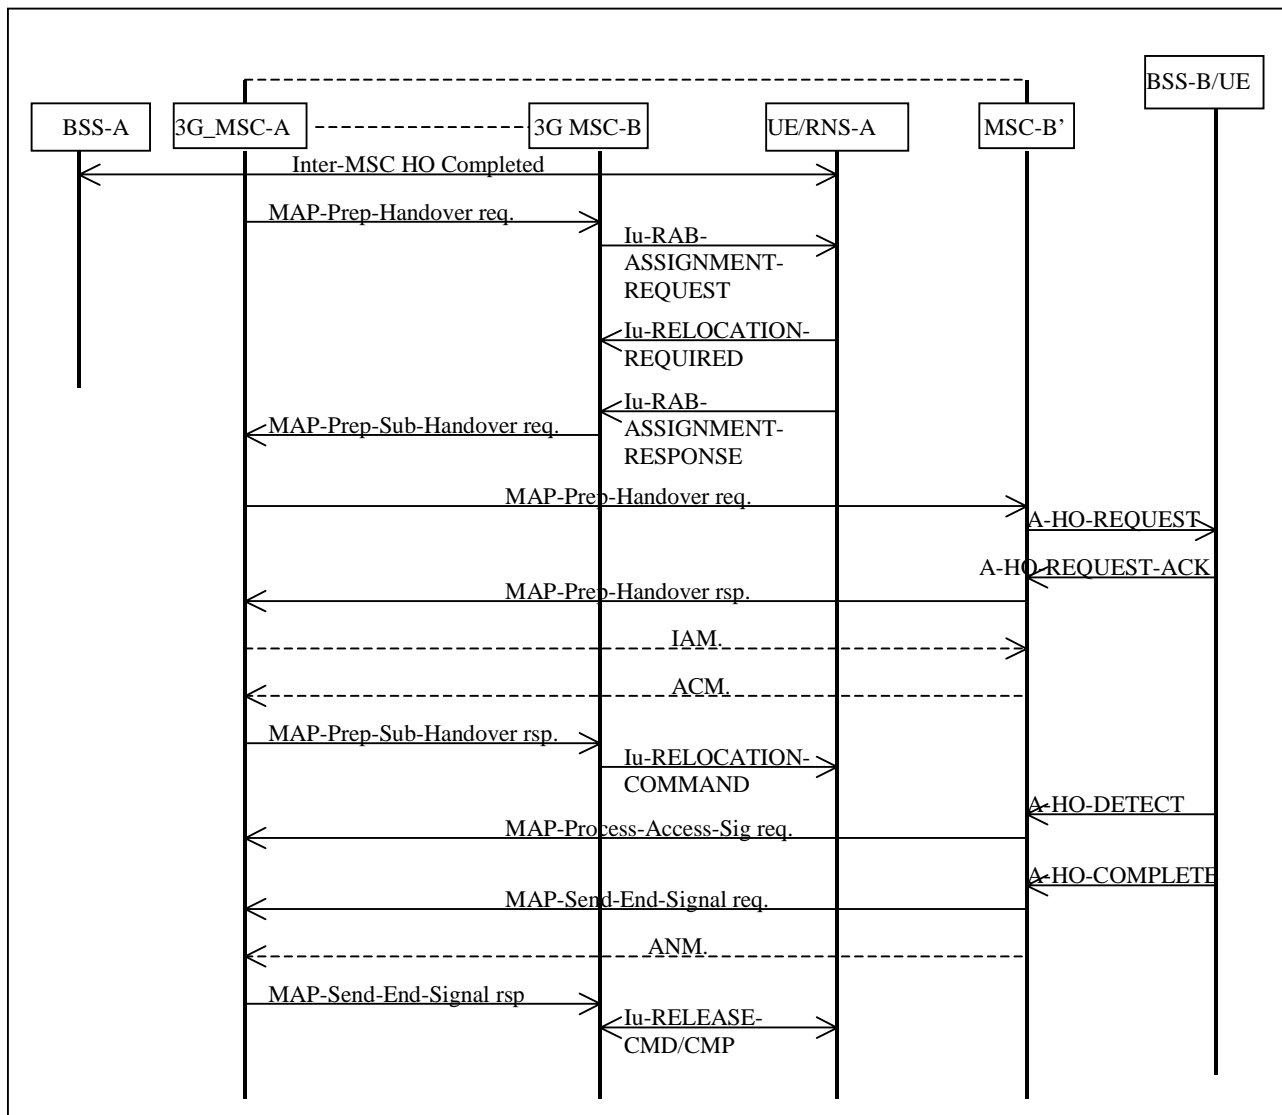 BSS-B/UE
BSS-A
3G_MSC-A
3G MSC-B
UE/RNS-A
MSC-B’
Inter-MSC HO Completed
MAP-Prep-Handover req.
Iu-RAB-
ASSIGNMENT-
REQUEST
Iu-RELOCATION-
REQUIRED
Iu-RAB-
ASSIGNMENT-
RESPONSE
MAP-Prep-Sub-Handover req.
MAP-Prep-Handover req.
A-HO-REQUEST
A-HO-REQUEST-ACK
MAP-Prep-Handover rsp.
IAM.
ACM.
MAP-Prep-Sub-Handover rsp.
Iu-RELOCATION-
COMMAND
A-HO-DETECT
MAP-Process-Access-Sig req.
A-HO-COMPLETE
MAP-Send-End-Signal req.
ANM.
MAP-Send-End-Signal rsp
Iu-RELEASE-
CMD/CMP